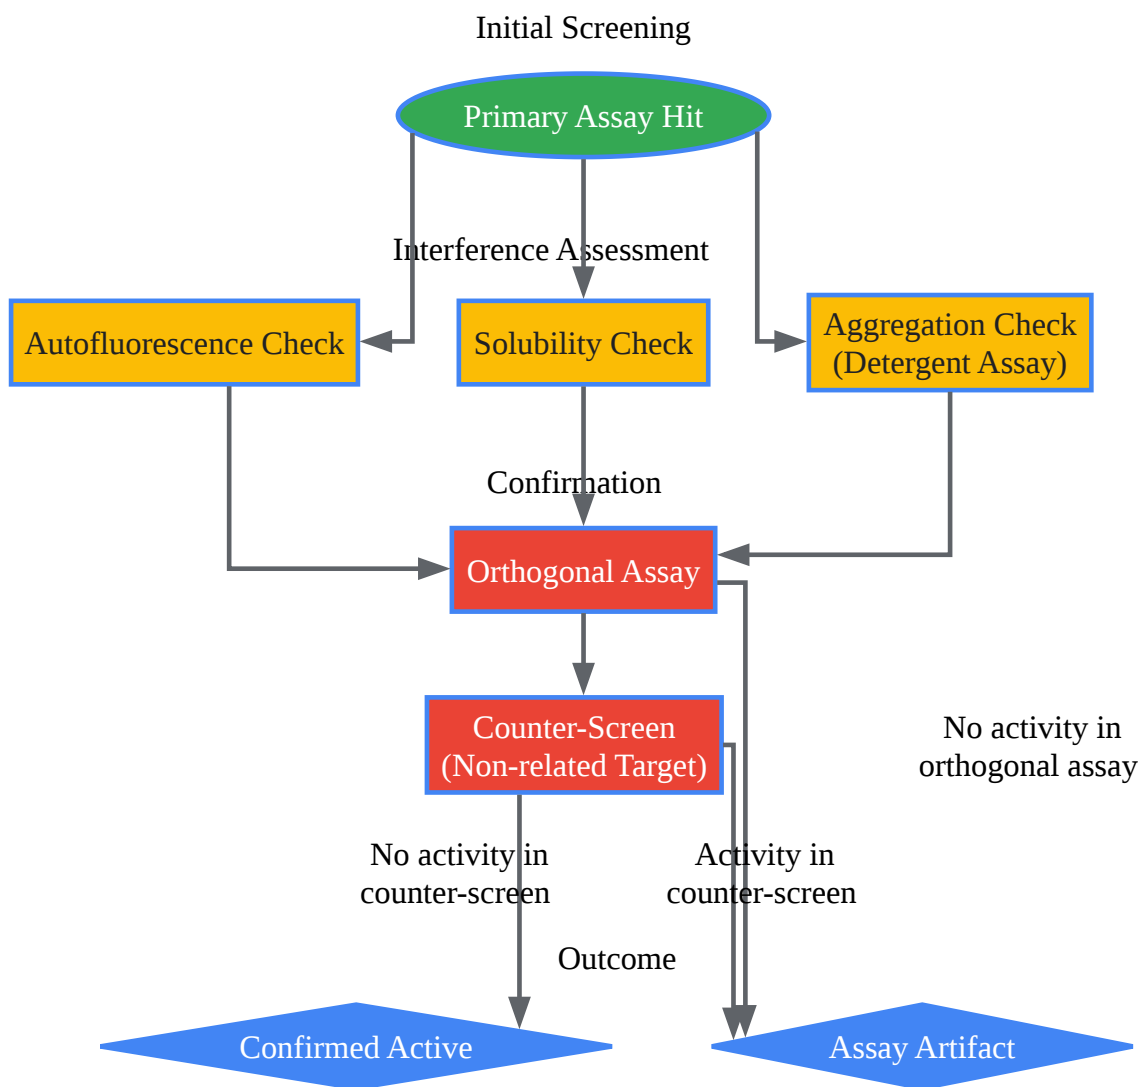 Initial Screening
Primary Assay Hit
Interference Assessment
Autofluorescence Check
Solubility Check
Aggregation Check
(Detergent Assay)
Confirmation
Orthogonal Assay
Counter-Screen
(Non-related Target)
No activity in
orthogonal assay
No activity in
counter-screen
Activity in
counter-screen
Outcome
Confirmed Active
Assay Artifact